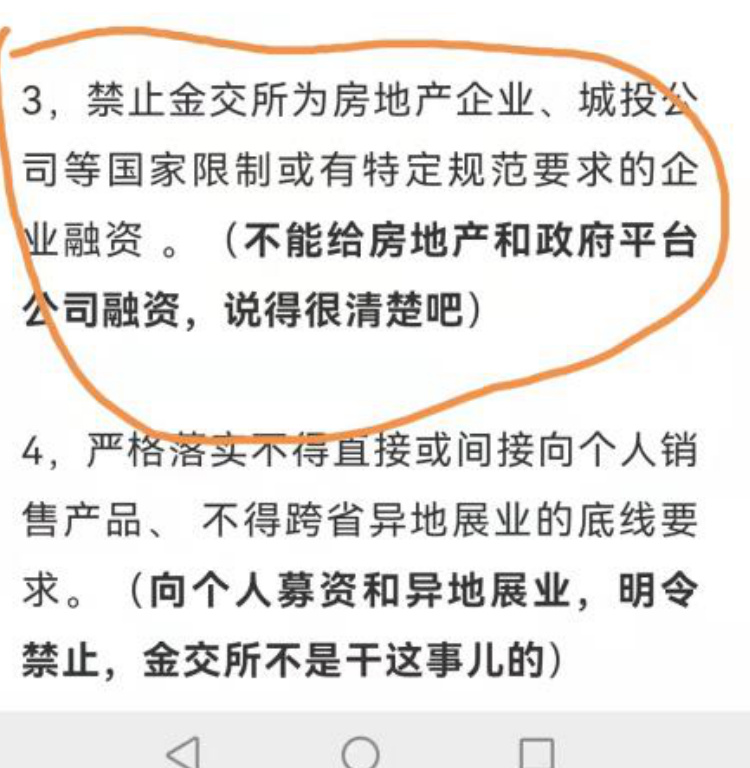 3，禁止金交所为房地产企业、城投公
司等国家限制或有特定规范要求的企
业融资 。（不能给房地产和政府平台
公司融资，说得很清楚吧）
4，严格落实不得直接或间接向个人销
售产品、 不得跨省异地展业的底线要
求。（向个人募资和异地展业，明令
禁止，金交所不是干这事儿的）